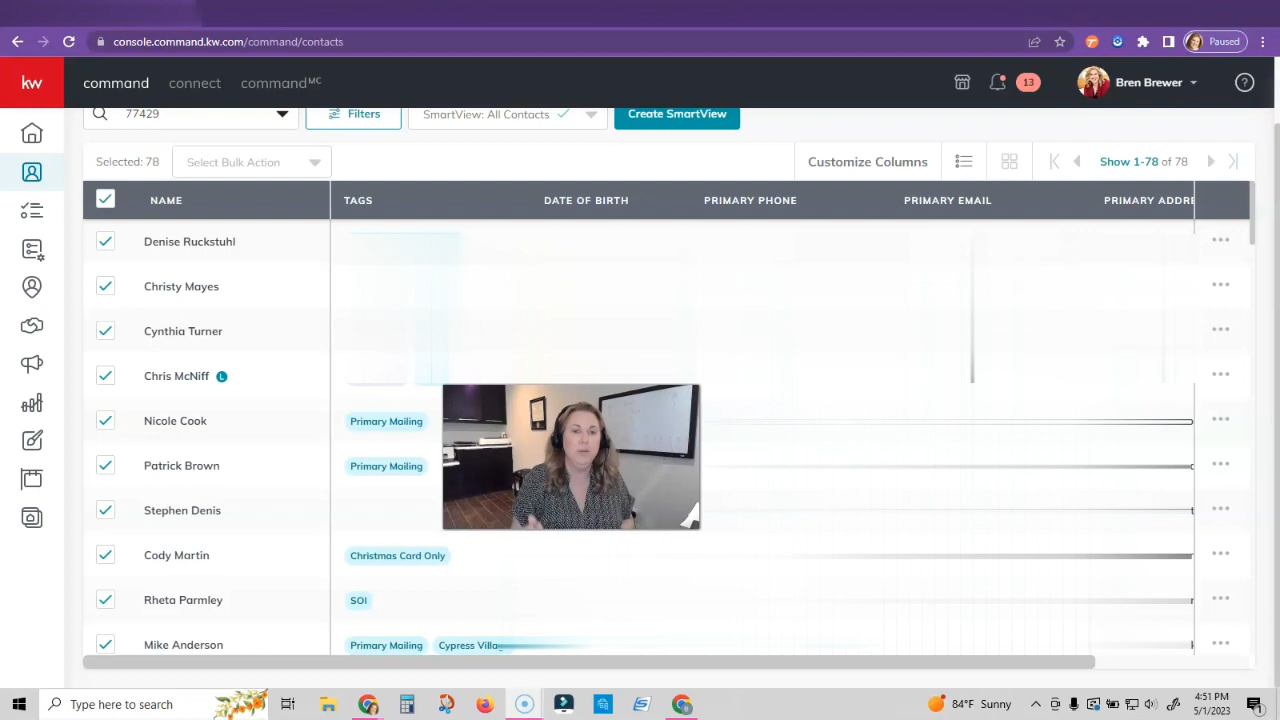 console.command.kw.com/command/contacts
Paused
kw
command
connect
command MC
13
Bren Brewer
77429
Filters
SmartView: All Contacts
Create SmartView
Selected: 78
Select Bulk Action
Customize Columns
Show 1-78 of 78
NAME
TAGS
DATE OF BIRTH
PRIMARY PHONE
PRIMARY EMAIL
PRIMARY ADDRE
Denise Ruckstuhl
Christy Mayes
Cynthia Turner
Chris McNiff L
Nicole Cook
Primary Mailing
Patrick Brown
Primary Mailing
Stephen Denis
Cody Martin
Christmas Card Only
Rheta Parmley
SOI
Mike Anderson
Primary Mailing
Cypress Villa
Type here to search
84°F Sunny
4:51 PM
5/1/2023
1